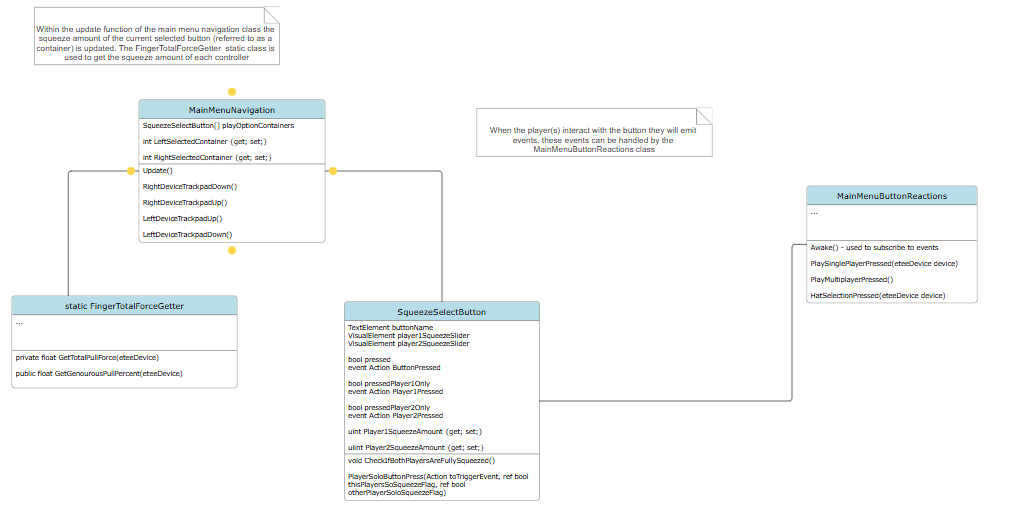 Within the update function of the main menu navigation class the
squeeze amount of the current selected button (referred to as a
container) is updated. The FingerTotalForceGetter static class is
used to get the squeeze amount of each controller
MainMenuNavigation
SqueezeSelectButton[] playOptionContainers
int LeftSelectedContainer {get; set;}
int RightSelectedContainer {get; set;}
Update()
RightDeviceTrackpadDown()
RightDeviceTrackpadUp()
LeftDeviceTrackpadUp()
LeftDeviceTrackpadDown()
When the player(s) interact with the button they will emit
events. these events can be handled by the
MainMenuButtonReactions class
MainMenuButtonReactions
...
Awake() - used to subscribe to events
PlaySinglePlayerPressed(eteeDevice device)
PlayMultiplayerPressed()
HatSelectionPressed(eteeDevice device)
static FingerTotalForceGetter
...
private float GetTotalPullForce(eteeDevice)
public float GetGenourousPullPercent(eteeDevice)
SqueezeSelectButton
TextElement buttonName
VisualElement player1SqueezeSlider
VisualElement player2SqueezeSlider
bool pressed
event Action ButtonPressed
bool pressedPlayer1Only
event Action Player1Pressed
bool pressedPlayer2Only
event Action Player2Pressed
uint Player1SqueezeAmount {get; set;}
uiint Player2SqueezeAmount {get; set;}
void CheckIfBothPlayersAreFullySqueezed()
PlayerSoloButtonPress(Action toTriggerEvent, ref bool
thisPlayersSoSqueezeFlag, ref bool
otherPlayerSoloSqueezeFlag)